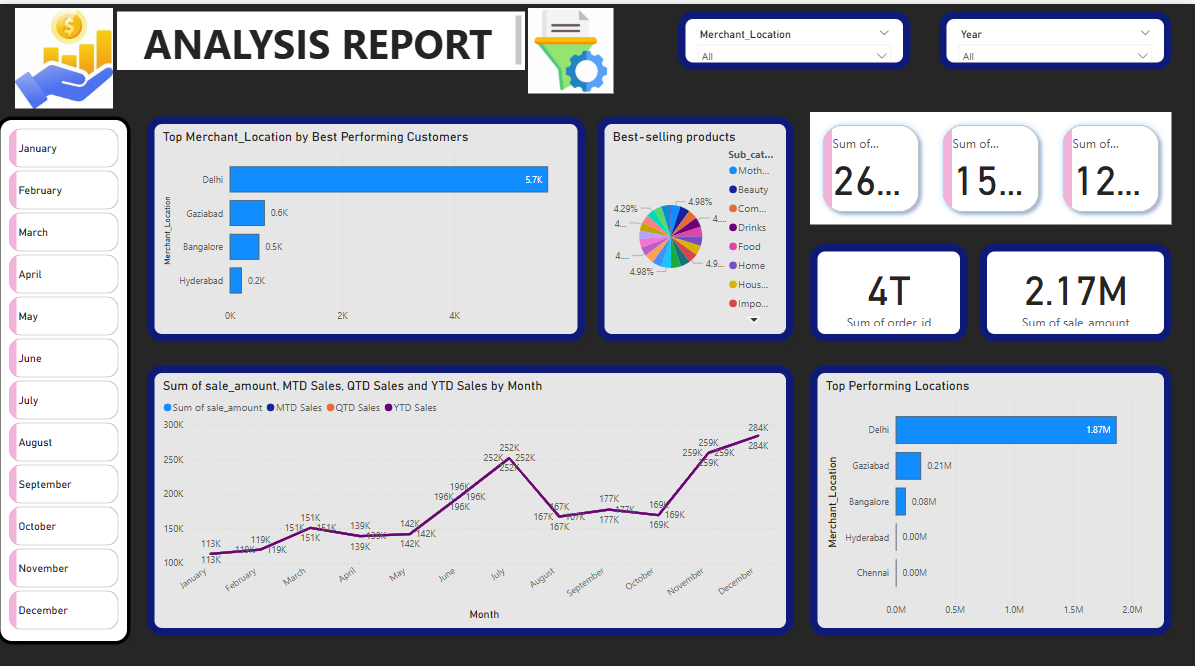 ANALYSIS REPORT
Merchant_Location
All
Year
All
January
February
March
April
May
June
July
August
September
October
November
December
Top Merchant_Location by Best Performing Customers
Merchant_Location
Delhi
5.7K
Gaziabad
0.6K
Bangalore
0.5K
Hyderabad
0.2K
0K
2K
4K
Best-selling products
Sub_cat...
Moth...
Beauty
Com...
Drinks
Food
Home
Hous...
Impo...
4.98%
4....
4.9...
4.98%
4....
4....
4.29%
Sum of...
26...
Sum of...
15...
Sum of...
12...
4T
Sum of order_id
2.17M
Sum of sale_amount
Sum of sale_amount, MTD Sales, QTD Sales and YTD Sales by Month
Sum of sale_amount MTD Sales QTD Sales YTD Sales
300K
250K
200K
150K
100K
113K
113K
119K
119K
119K
151K
151K
151K
151K
139K
139K
139K
142K
142K
142K
196K
196K
196K
196K
252K
252K
252K
252K
167K
167K
167K
167K
177K
177K
177K
169K
169K
169K
259K
259K
259K
259K
284K
284K
January
February
March
April
May
June
July
August
September
October
November
December
Month
Top Performing Locations
Merchant_Location
Delhi
1.87M
Gaziabad
0.21M
Bangalore
0.08M
Hyderabad
0.00M
Chennai
0.00M
0.0M
0.5M
1.0M
1.5M
2.0M